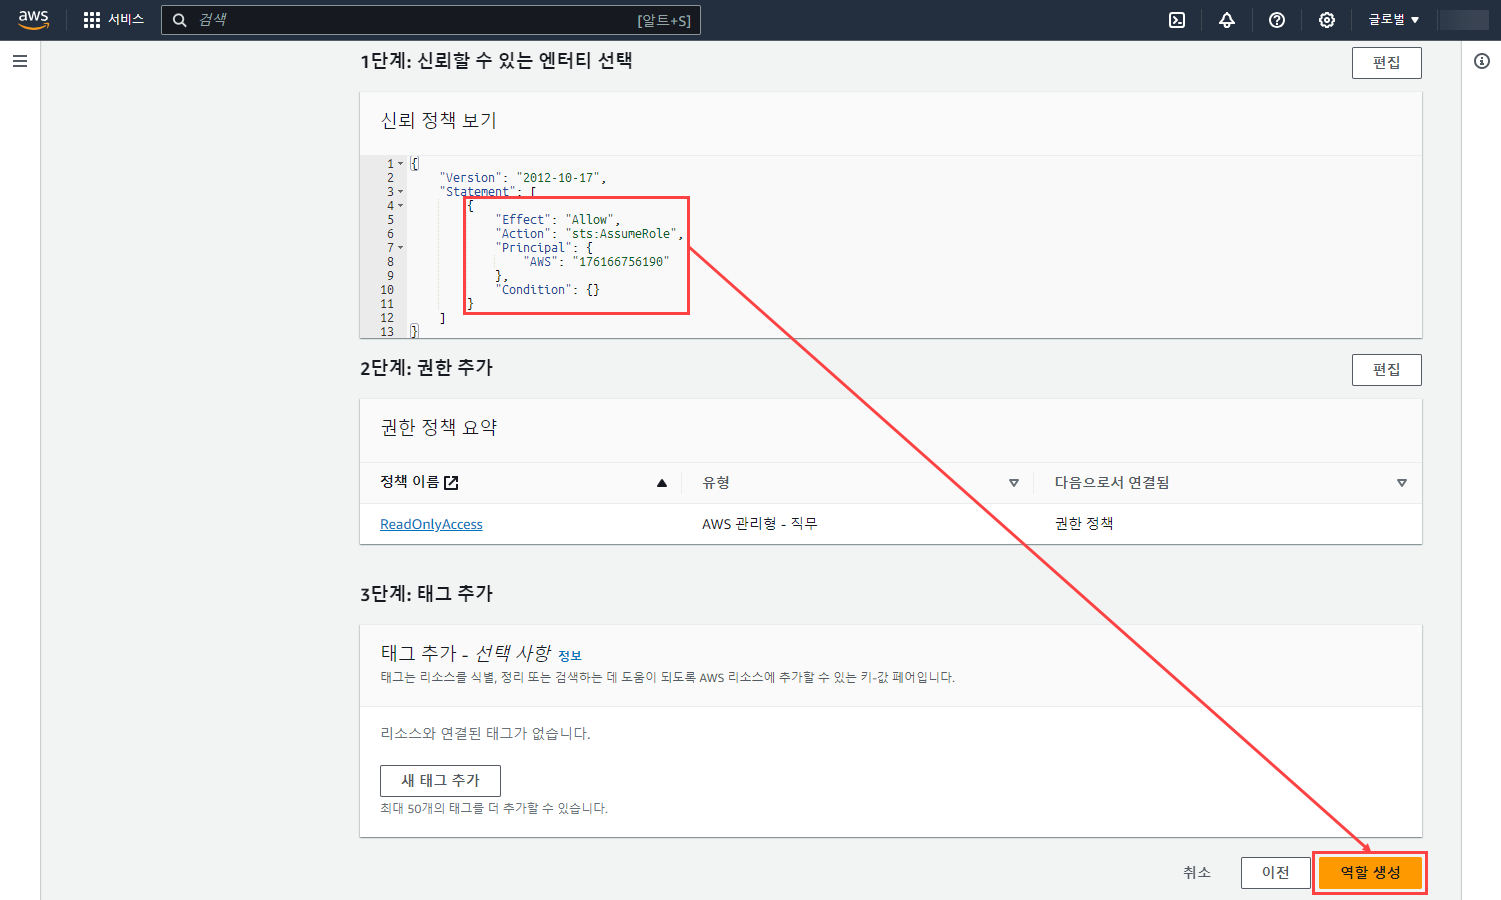 aws 서비스 검색 [알트+S] 글로벌
1단계: 신뢰할 수 있는 엔터티 선택 편집
신뢰 정책 보기
1 {
2 "Version": "2012-10-17",
3 "Statement": [
4 {
5 "Effect": "Allow",
6 "Action": "sts:AssumeRole",
7 "Principal": {
8 "AWS": "176166756190"
9 },
10 "Condition": {}
11 }
12 ]
13 }
2단계: 권한 추가 편집
권한 정책 요약
정책 이름 유형 다음으로서 연결됨
ReadOnlyAccess AWS 관리형 - 직무 권한 정책
3단계: 태그 추가
태그 추가 - 선택 사항 정보
태그는 리소스를 식별, 정리 또는 검색하는 데 도움이 되도록 AWS 리소스에 추가할 수 있는 키-값 페어입니다.
리소스와 연결된 태그가 없습니다.
새 태그 추가
최대 50개의 태그를 더 추가할 수 있습니다.
취소 이전 역할 생성